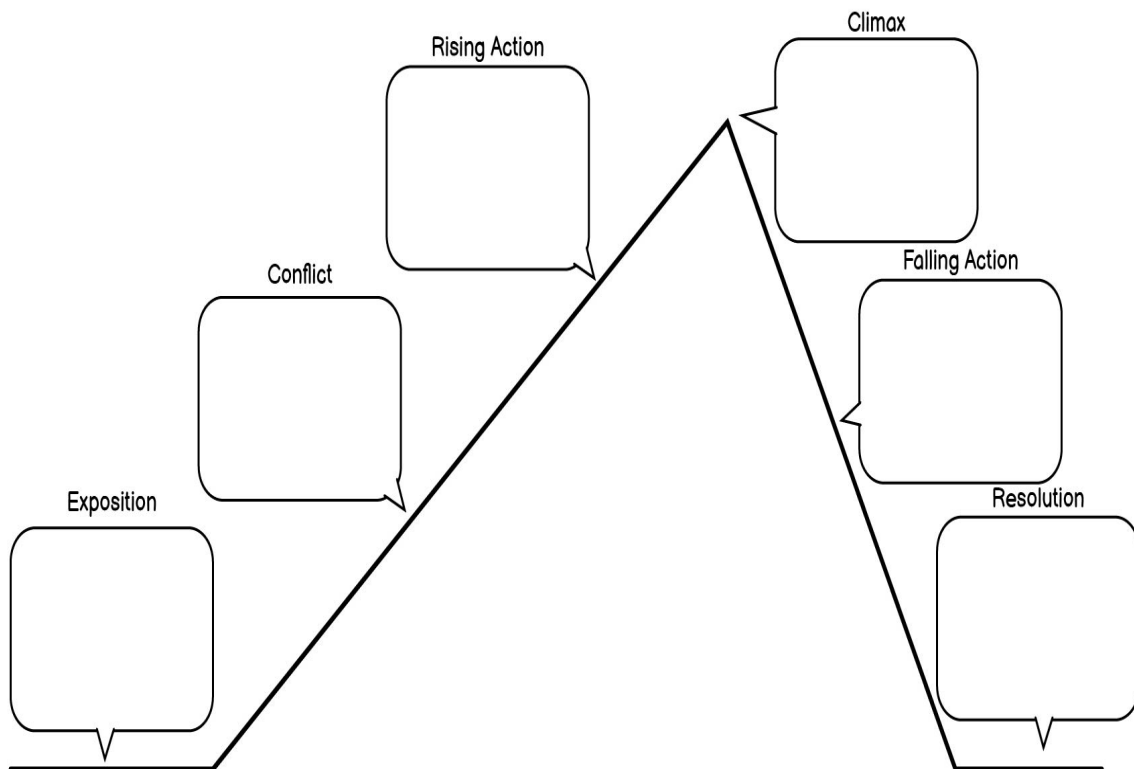 Exposition
Conflict
Rising Action
Climax
Falling Action
Resolution